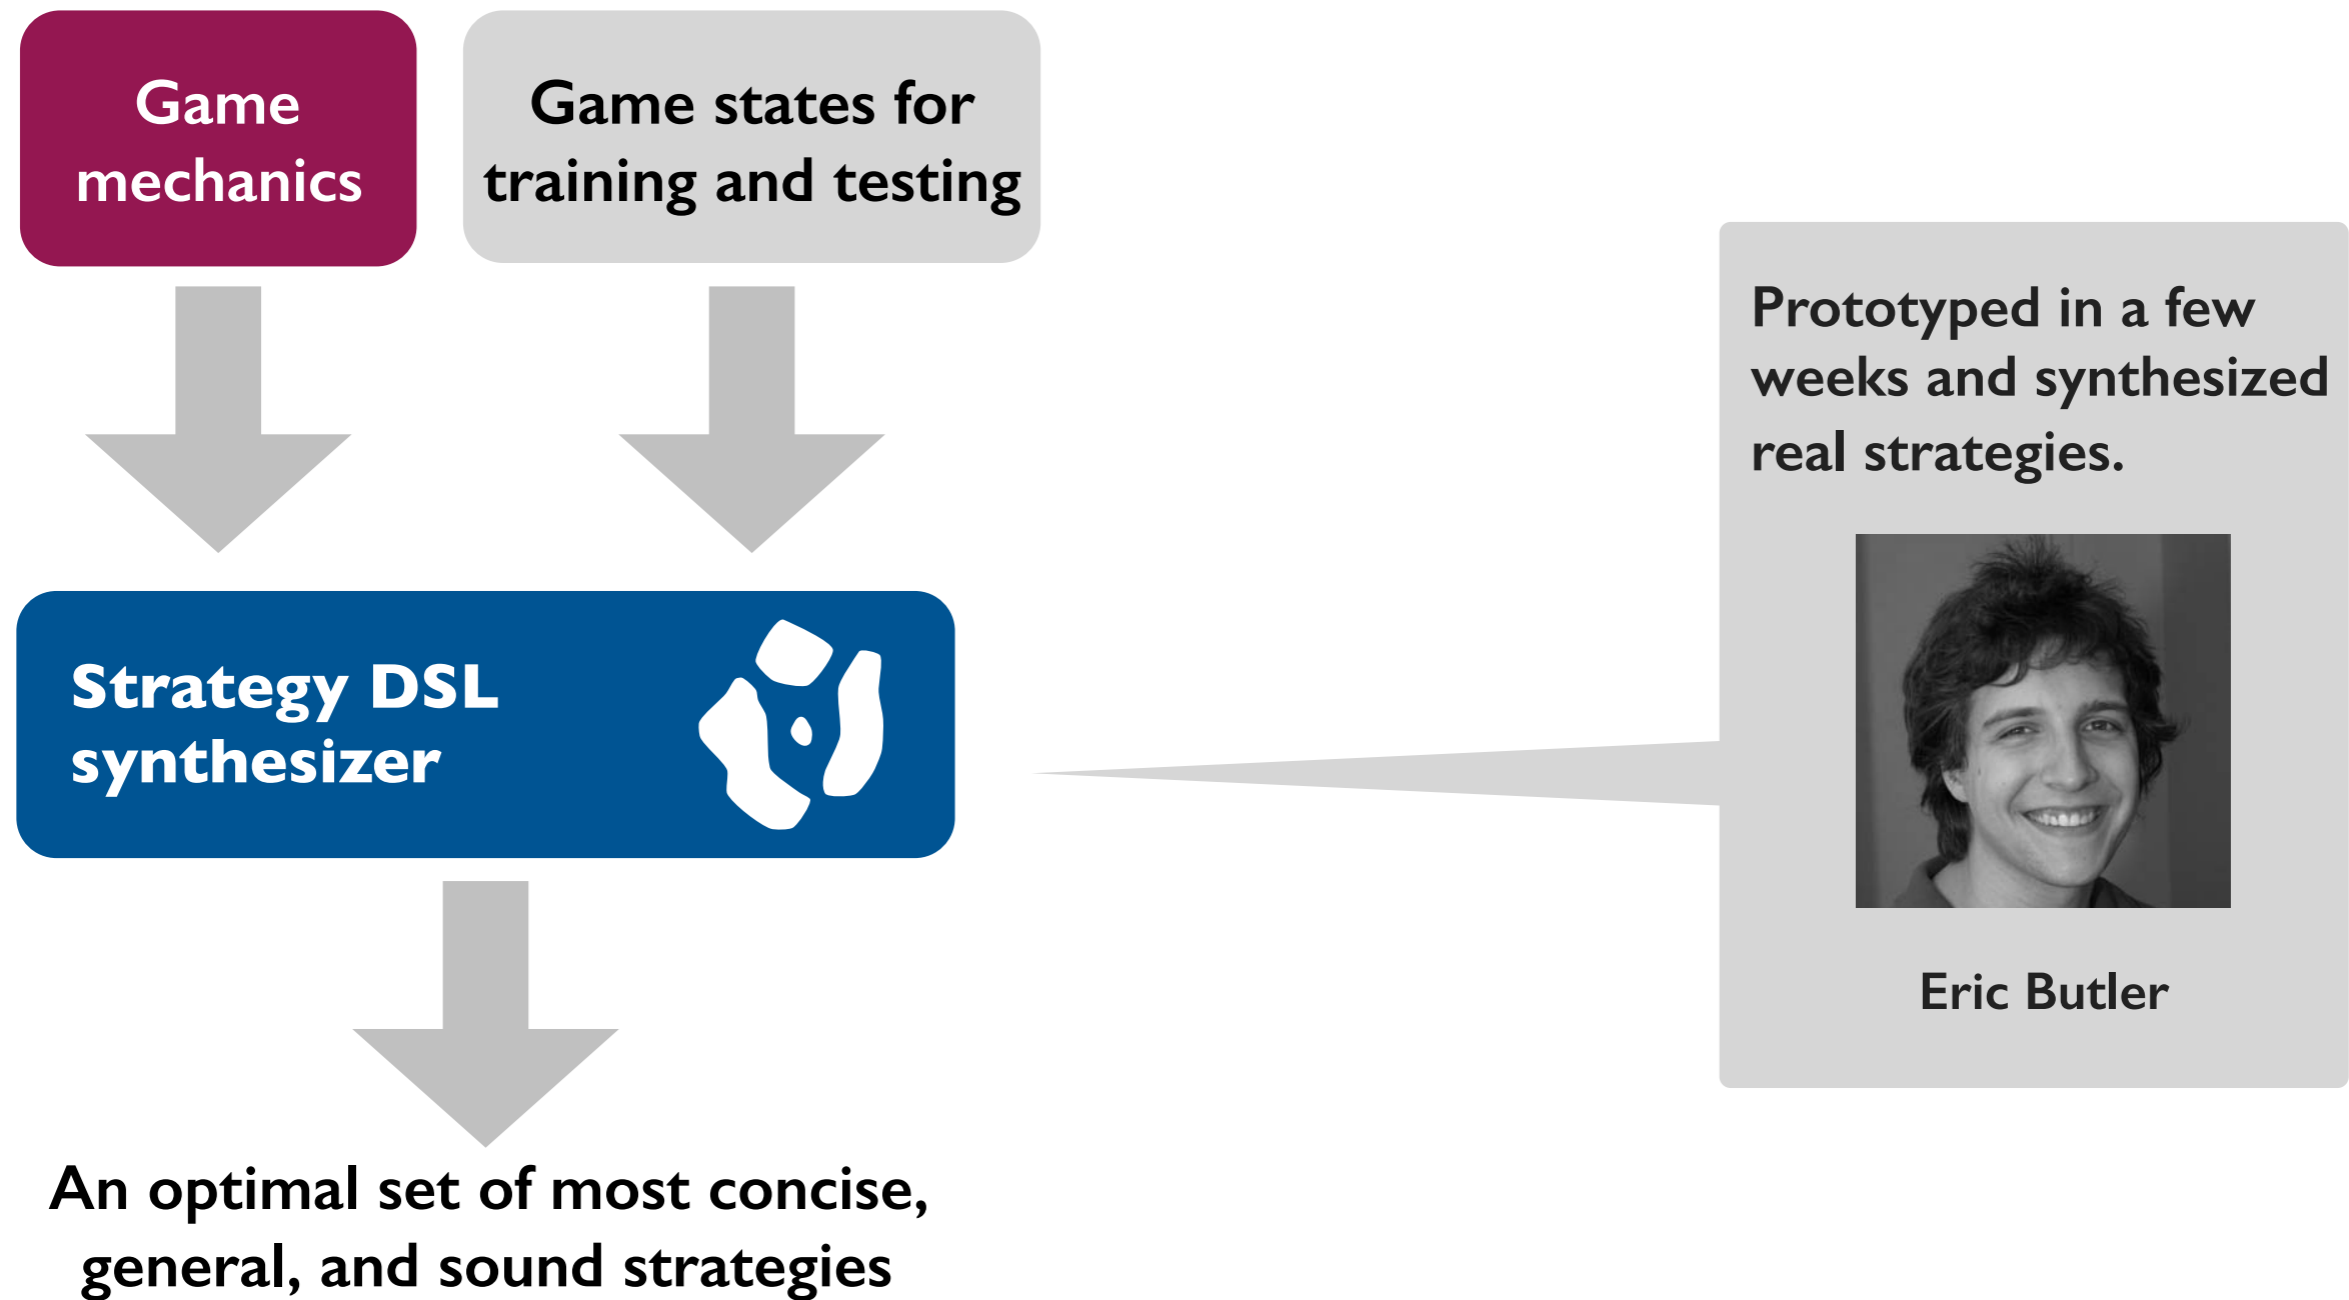 Game
mechanics
Game states for
training and testing
Strategy DSL
synthesizer
An optimal set of most concise,
general, and sound strategies
Prototyped in a few
weeks and synthesized
real strategies.
Eric Butler